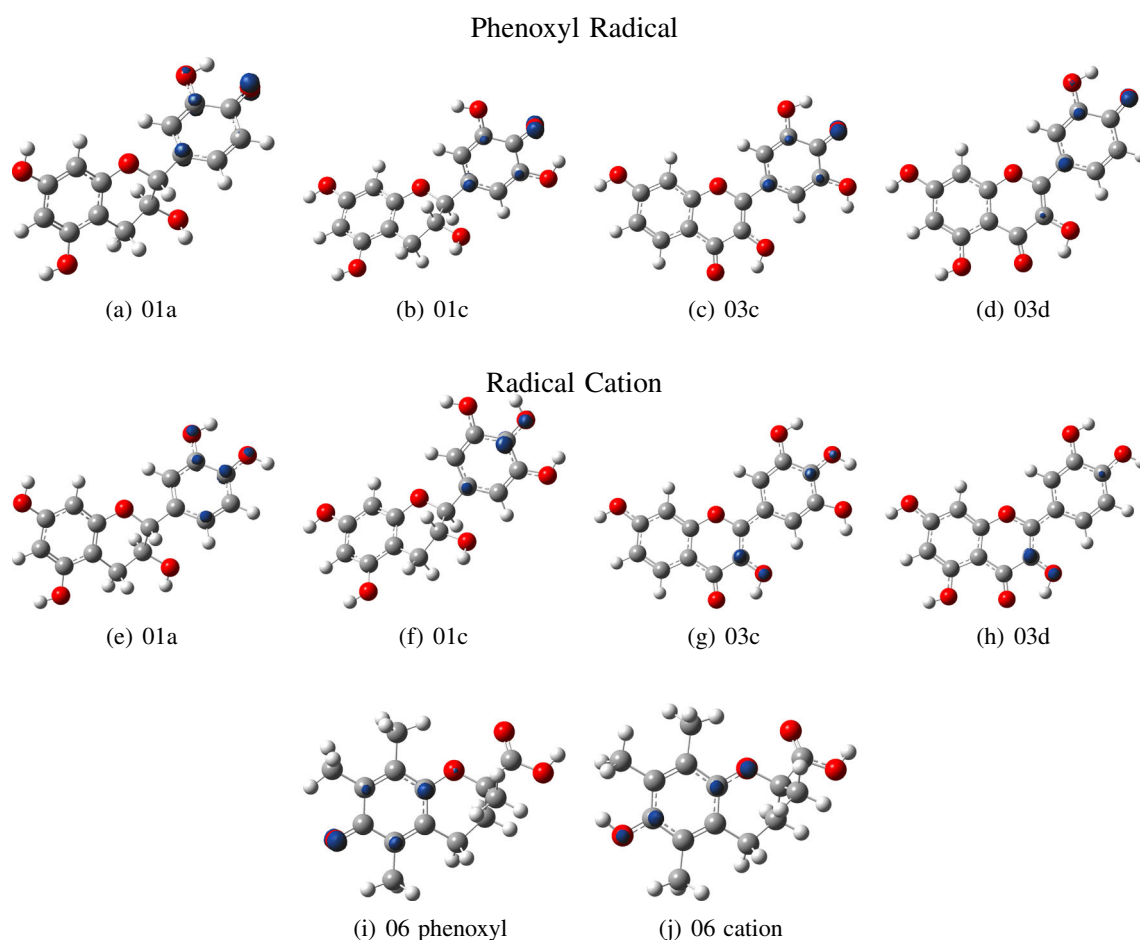 Phenoxyl Radical
(a) 01a
(b) 01c
(c) 03c
(d) 03d
Radical Cation
(e) 01a
(f) 01c
(g) 03c
(h) 03d
(i) 06 phenoxyl
(j) 06 cation